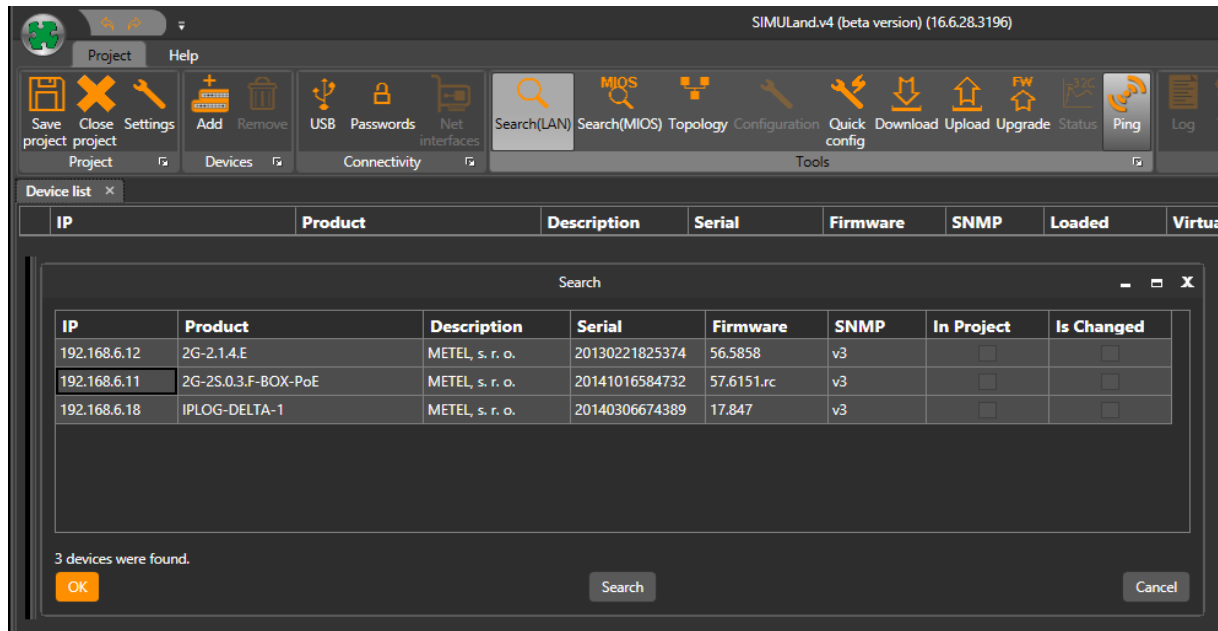 SIMULand.v4 (beta version) (16.6.28.3196)
Project Help
Save project Close project Settings Add Remove USB Passwords Net interfaces Search(LAN) MIOS Search(MIOS) Topology Configuration Quick config Download Upload FW Upgrade Status Ping Log
Project Devices Connectivity Tools
Device list ×
IP Product Description Serial Firmware SNMP Loaded Virtua
Search
IP Product Description Serial Firmware SNMP In Project Is Changed
192.168.6.12 2G-2.1.4.E METEL, s. r. o. 20130221825374 56.5858 v3
192.168.6.11 2G-2S.0.3.F-BOX-PoE METEL, s. r. o. 20141016584732 57.6151.rc v3
192.168.6.18 IPLOG-DELTA-1 METEL, s. r. o. 20140306674389 17.847 v3
3 devices were found.
OK Search Cancel